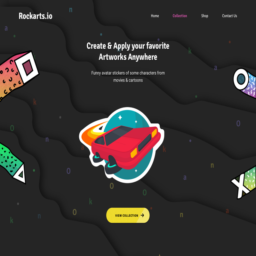 Rockarts.io
Home
Collection
Shop
Contact Us
Create & Apply your favorite
Artworks Anywhere
Funny avatar stickers of some characters from
movies & cartoons
VIEW COLLECTION